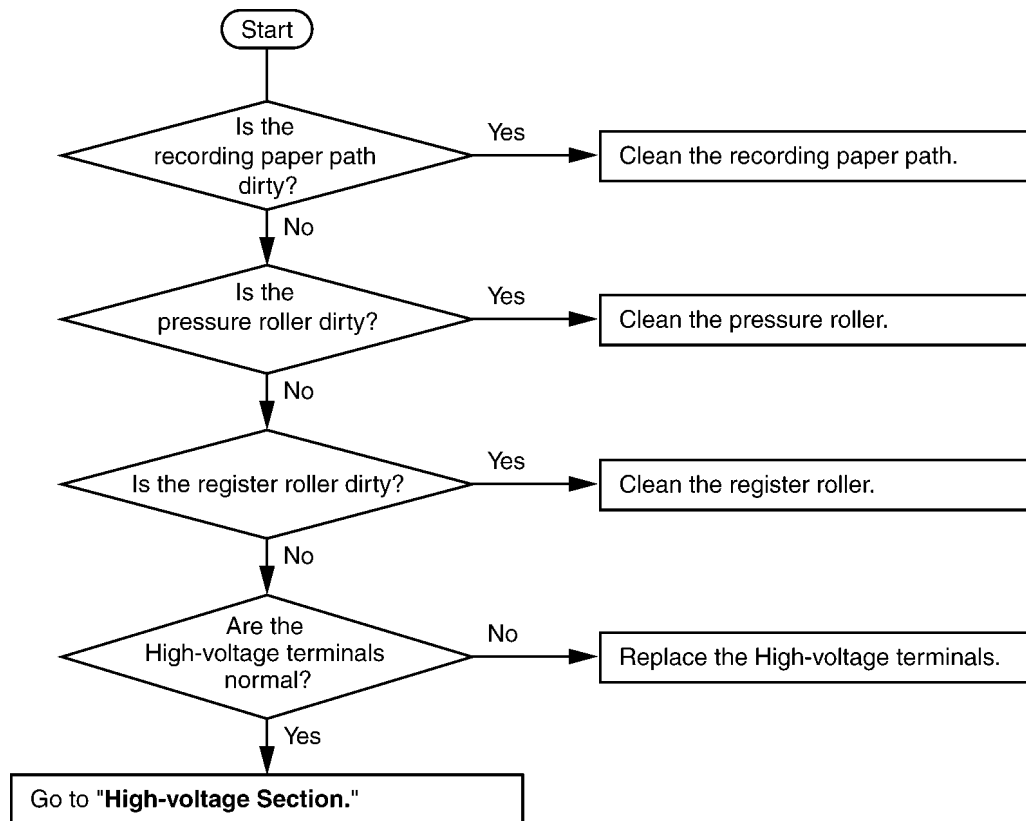 Start
Is the
recording paper path
dirty?
Yes
Clean the recording paper path.
No
Is the
pressure roller dirty?
Yes
Clean the pressure roller.
No
Is the register roller dirty?
Yes
Clean the register roller.
No
Are the
High-voltage terminals
normal?
No
Replace the High-voltage terminals.
Yes
Go to "High-voltage Section."